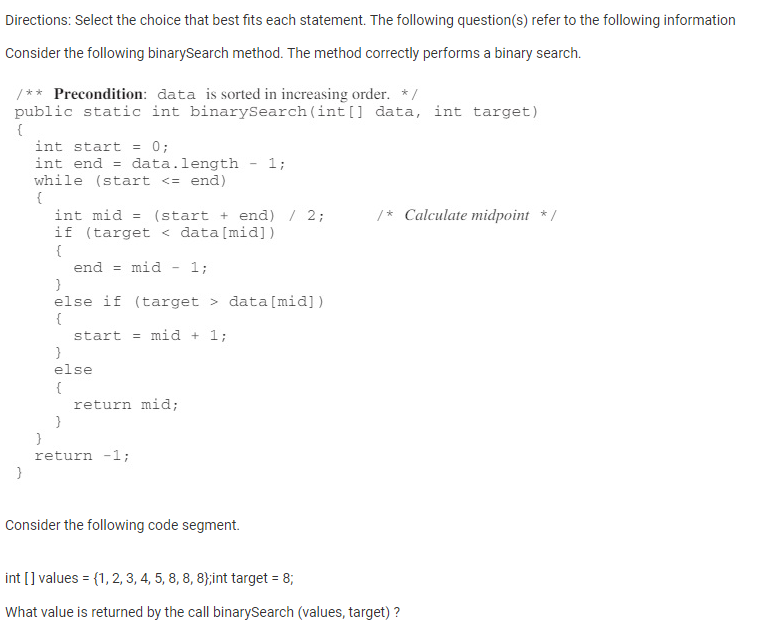 Directions: Select the choice that best fits each statement. The following question(s) refer to the following information
Consider the following binarySearch method. The method correctly performs a binary search.
/** Precondition: data is sorted in increasing order. */
public static int binarySearch(int[] data, int target)
{
int start = 0;
int end = data.length - 1;
while (start <= end)
{
int mid = (start + end) / 2; /* Calculate midpoint */
if (target < data[mid])
{
end = mid - 1;
}
else if (target > data[mid])
{
start = mid + 1;
}
else
{
return mid;
}
}
return -1;
}
Consider the following code segment.
int [] values = {1, 2, 3, 4, 5, 8, 8, 8};int target = 8;
What value is returned by the call binarySearch (values, target) ?